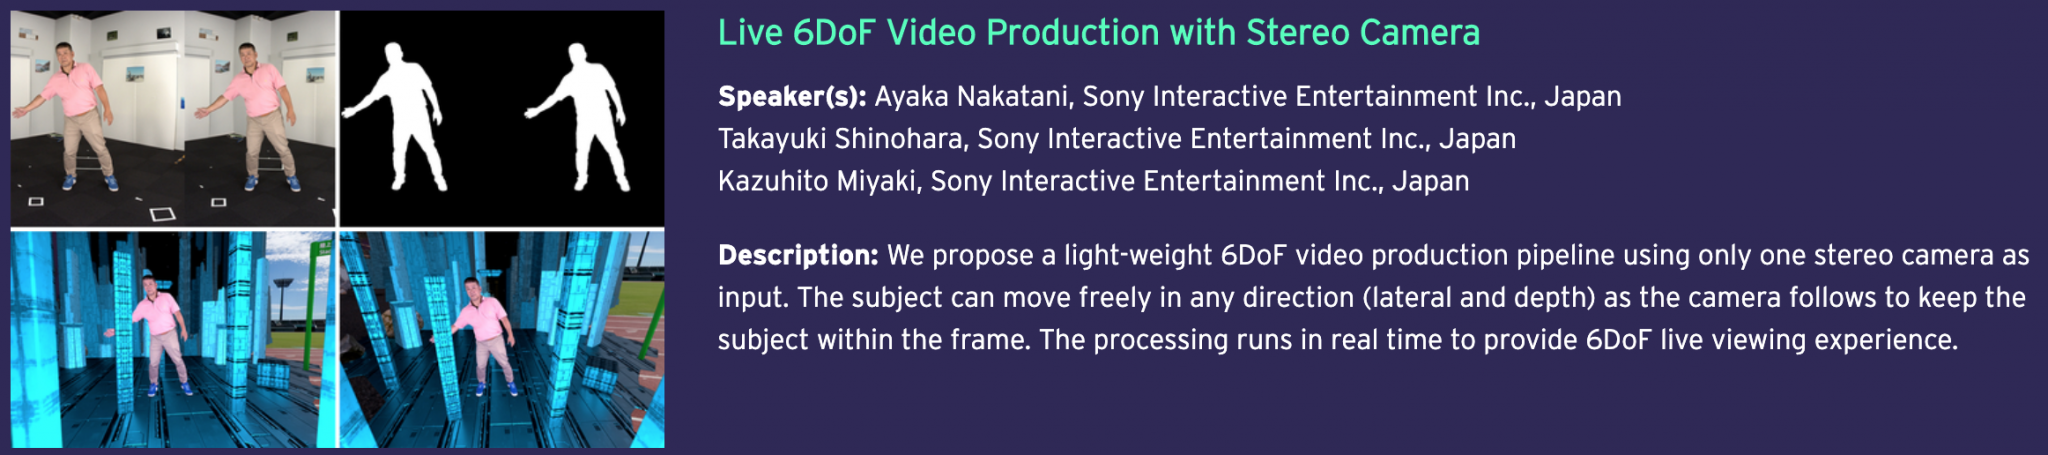 Live 6DoF Video Production with Stereo Camera
Speaker(s): Ayaka Nakatani, Sony Interactive Entertainment Inc., Japan
Takayuki Shinohara, Sony Interactive Entertainment Inc., Japan
Kazuhito Miyaki, Sony Interactive Entertainment Inc., Japan
Description: We propose a light-weight 6DoF video production pipeline using only one stereo camera as
input. The subject can move freely in any direction (lateral and depth) as the camera follows to keep the
subject within the frame. The processing runs in real time to provide 6DoF live viewing experience.